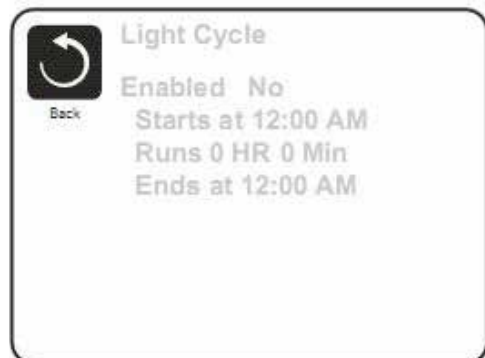 Light Cycle
Enabled No
Back
Starts at 12:00 AM
Runs 0 HR 0 Min
Ends at 12:00 AM